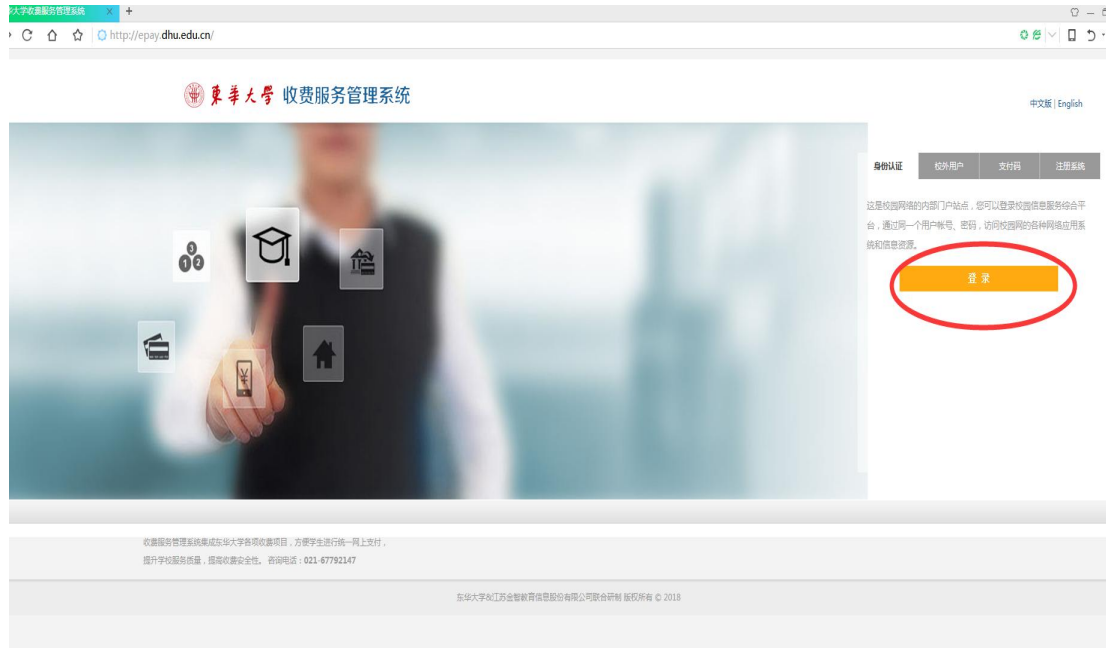 大学收费服务管理系统 × +
http://epay.dhu.edu.cn/
東華大學 收费服务管理系统
中文版 | English
身份认证 校外用户 支付码 注册系统
这是校园网络的内部门户站点，您可以登录校园信息服务综合平
台，通过同一个用户帐号、密码，访问校园网的各种网络应用系
统和信息资源。
登 录
3
1 2
¥
收费服务管理系统集成东华大学各项收费项目，方便学生进行统一网上支付，
提升学校服务质量，提高收费安全性。 咨询电话：021-67792147
东华大学&江苏金智教育信息股份有限公司联合研制 版权所有 © 2018